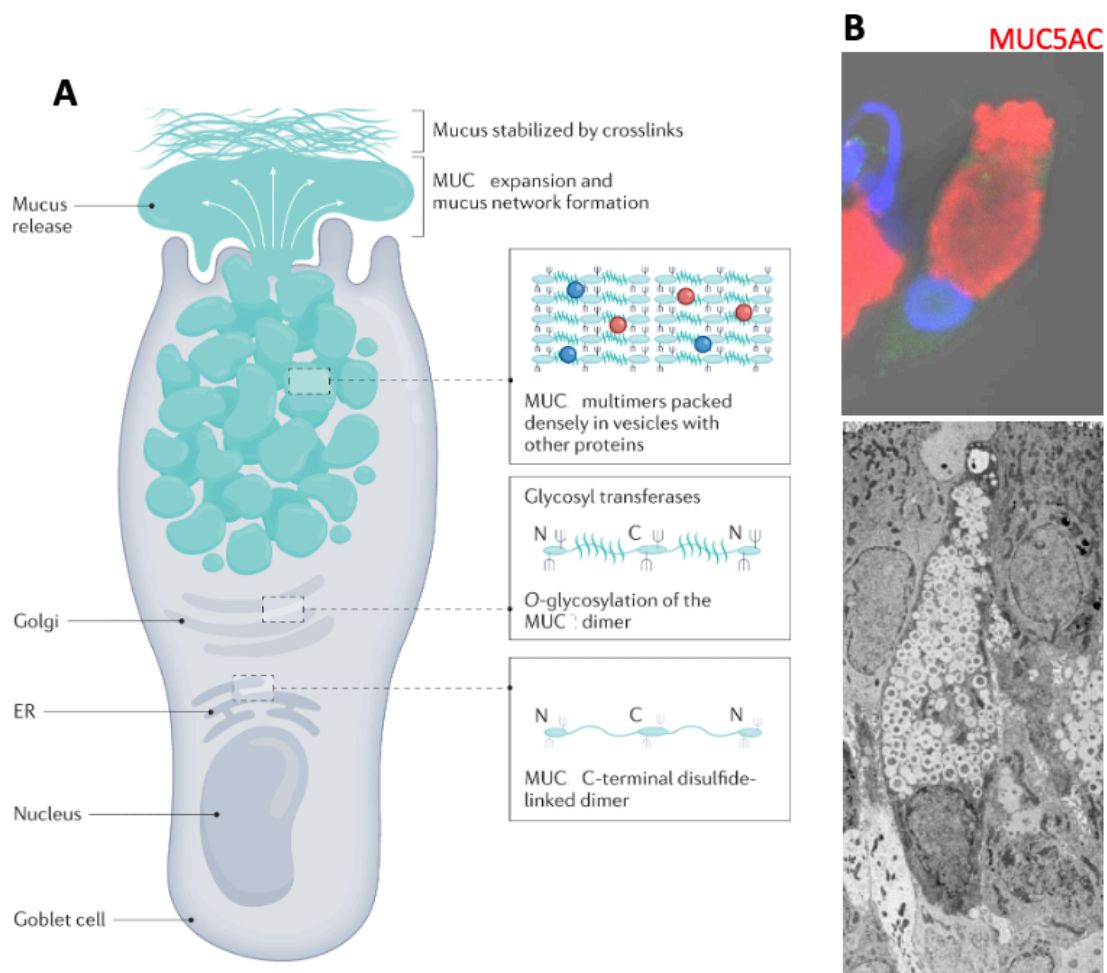 A
Mucus stabilized by crosslinks
MUC expansion and
mucus network formation
Mucus
release
MUC multimers packed
densely in vesicles with
other proteins
Glycosyl transferases
N C N
O-glycosylation of the
MUC dimer
Golgi
ER
N C N
MUC C-terminal disulfide-
linked dimer
Nucleus
Goblet cell
B
MUC5AC